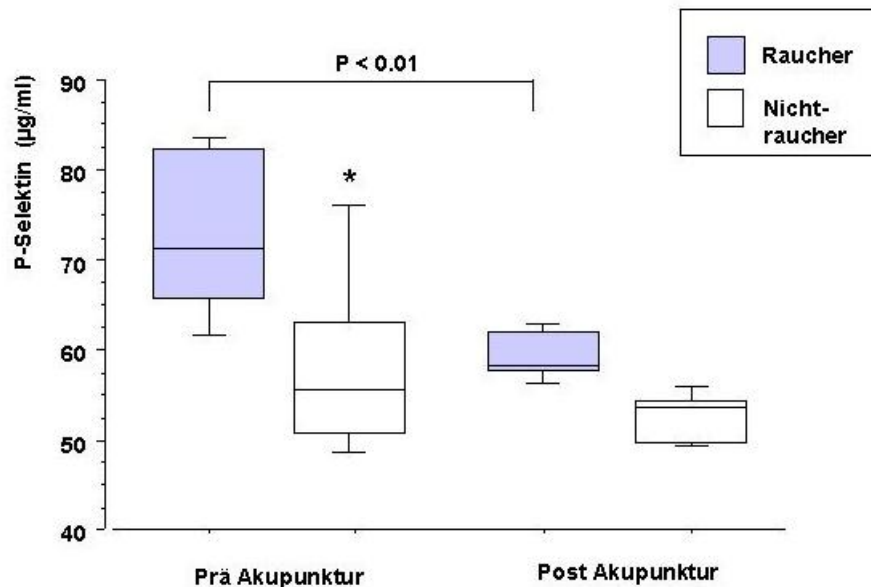 Raucher
Nicht-
raucher
P < 0.01
P-Selektin (µg/ml)
90
80
70
60
50
40
*
Prä Akupunktur
Post Akupunktur